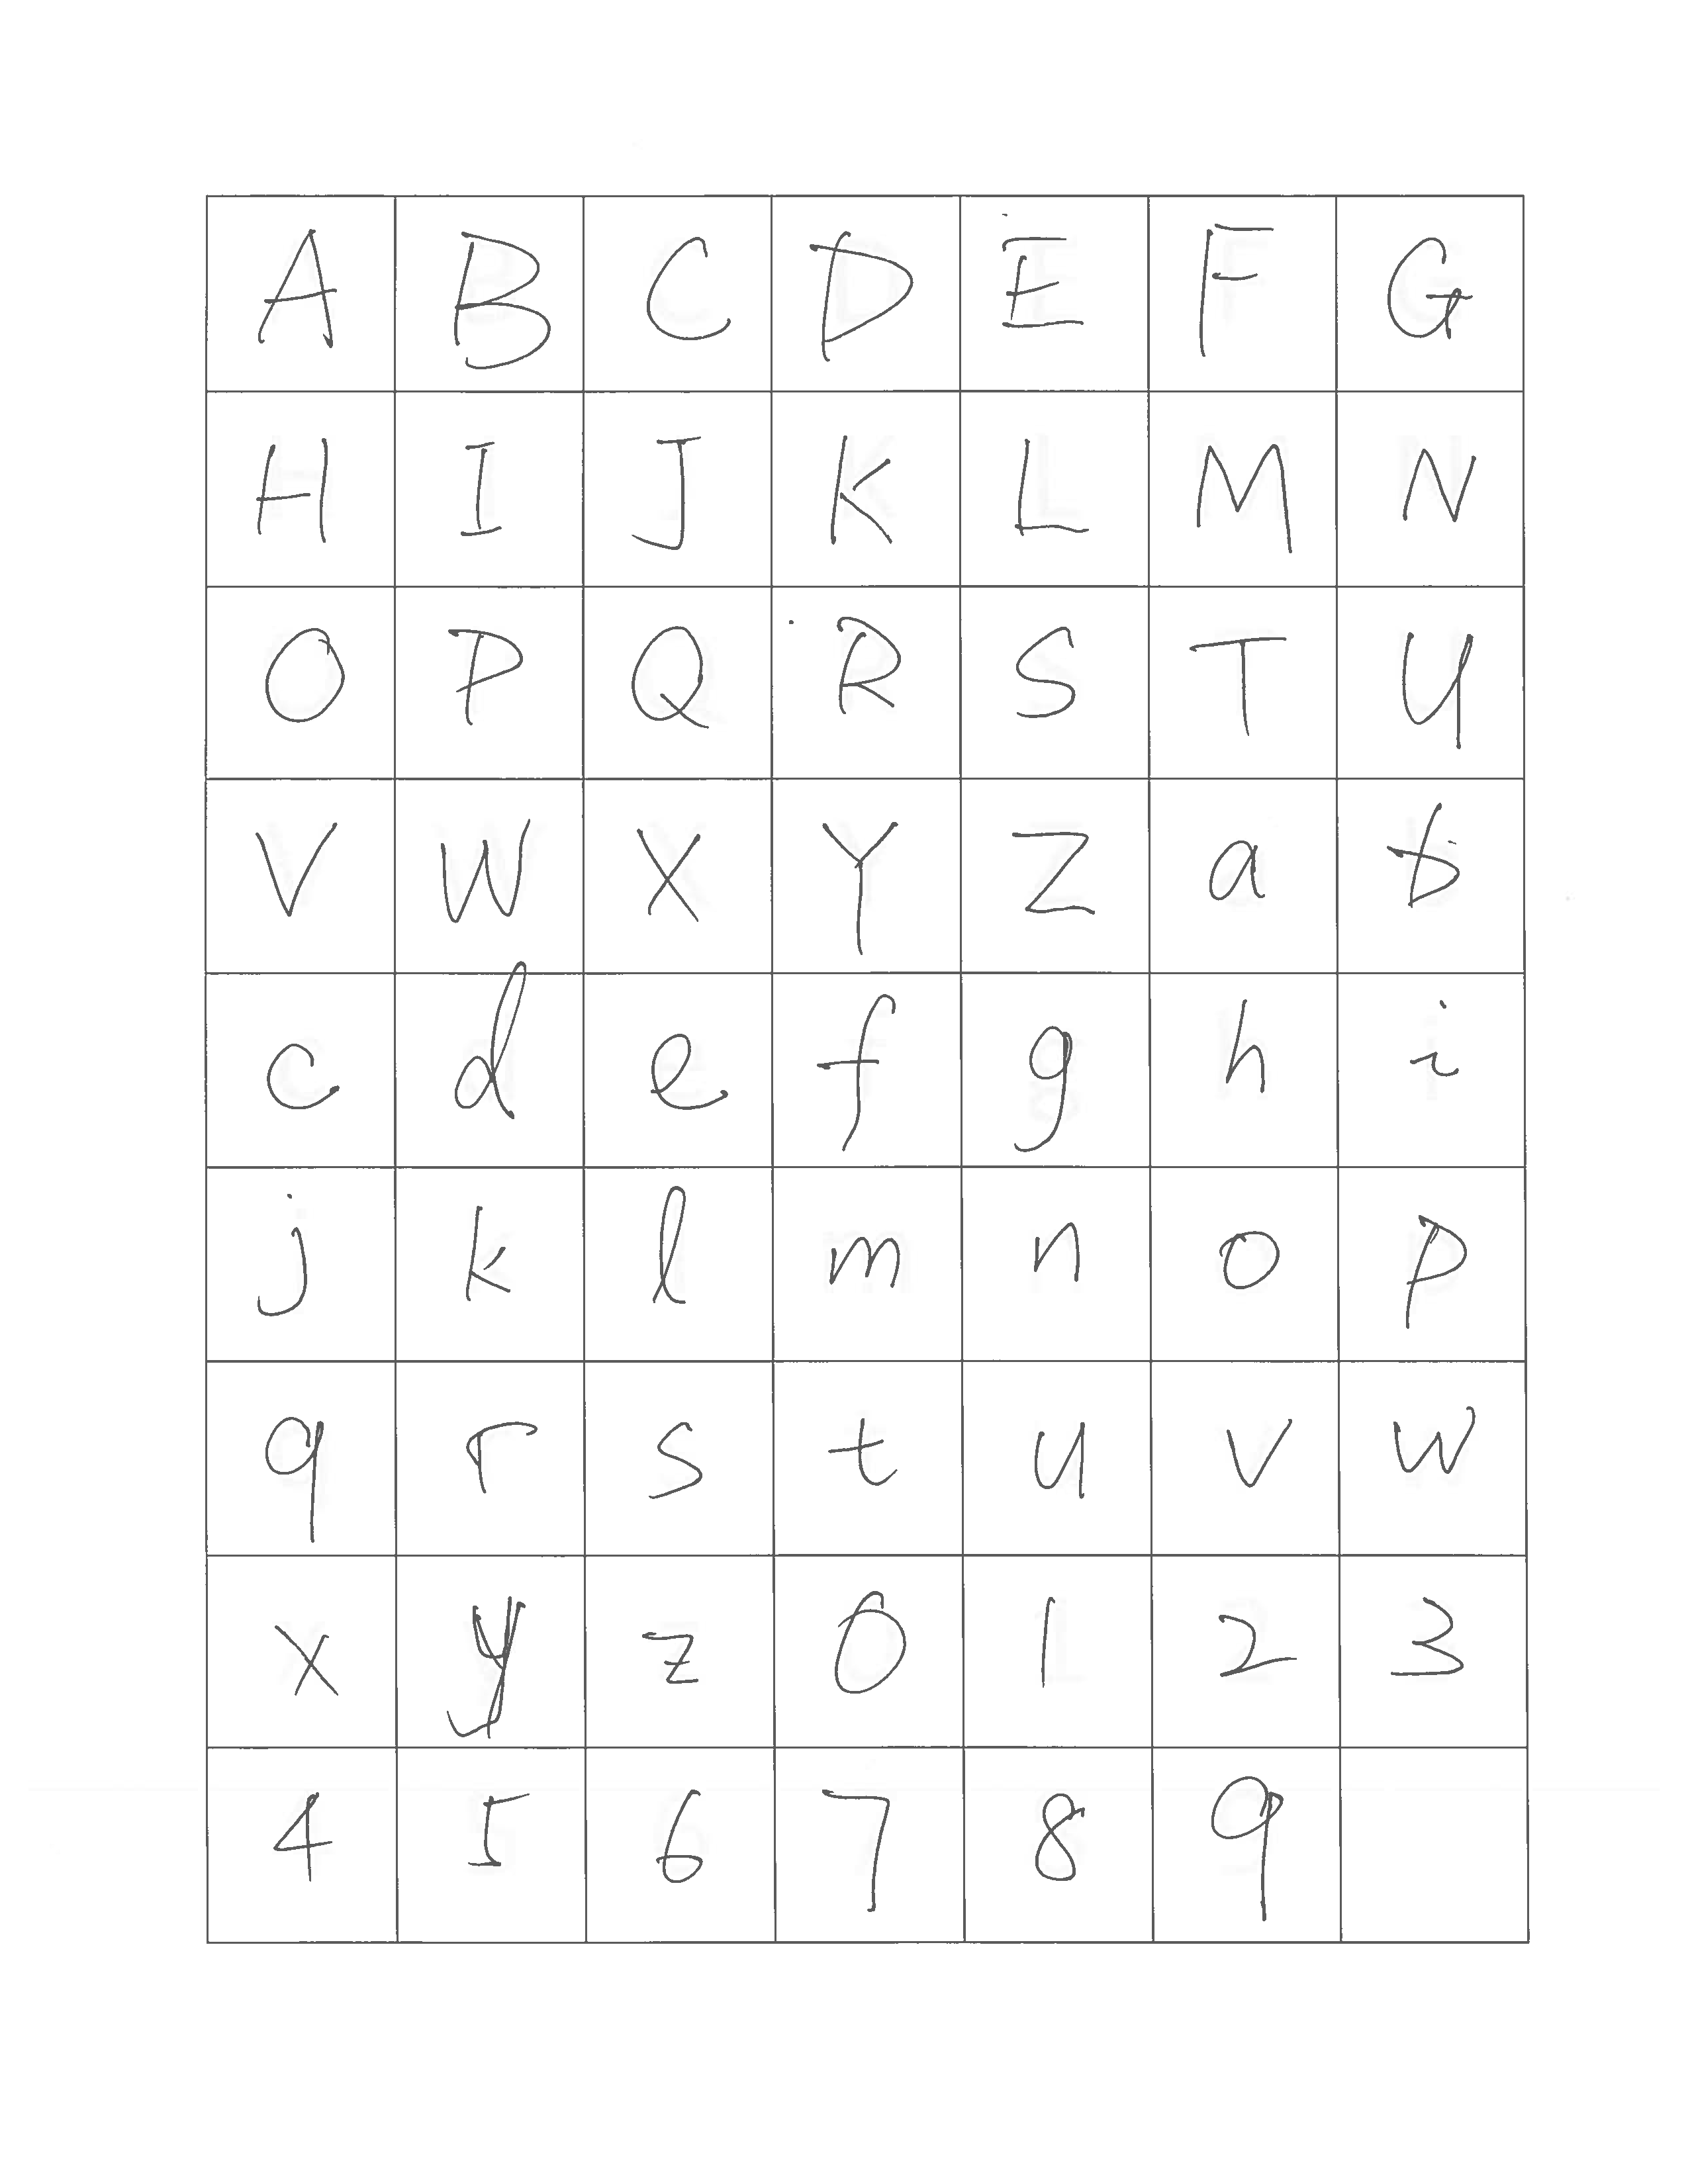 A B C D E F G
H I J K L M N
O P Q R S T U
V W X Y Z a b
c d e f g h i
j k l m n o p
q r s t u v w
x y z 0 1 2 3
4 5 6 7 8 9